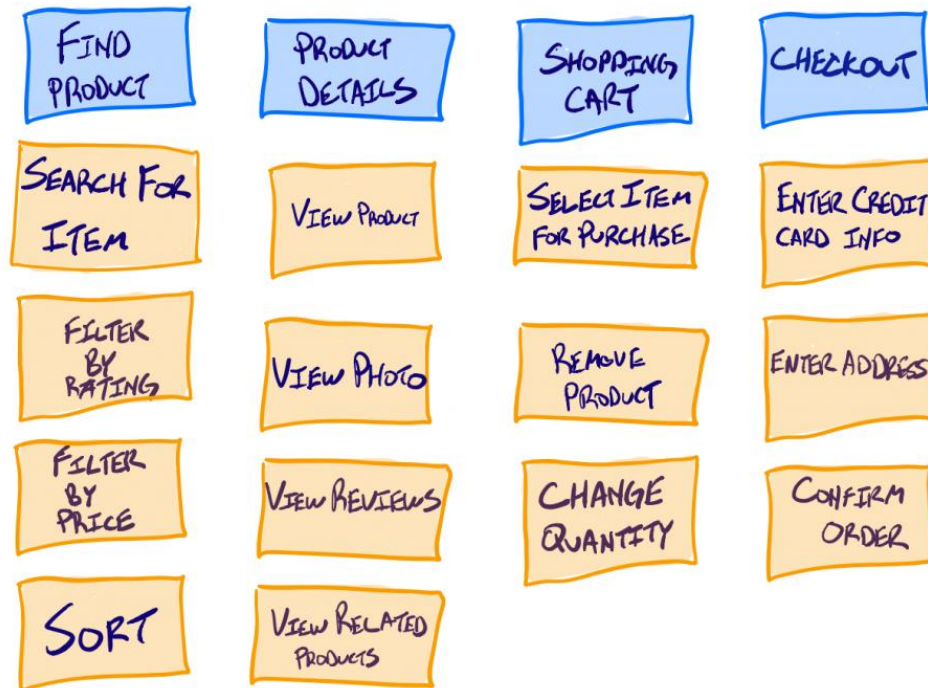 FIND
PRODUCT
PRODUCT
DETAILS
SHOPPING
CART
CHECKOUT
SEARCH FOR
ITEM
VIEW PRODUCT
SELECT ITEM
FOR PURCHASE
ENTER CREDIT
CARD INFO
FILTER
BY
RATING
VIEW PHOTO
REMOVE
PRODUCT
ENTER ADDRESS
FILTER
BY
PRICE
VIEW REVIEWS
CHANGE
QUANTITY
CONFIRM
ORDER
SORT
VIEW RELATED
PRODUCTS